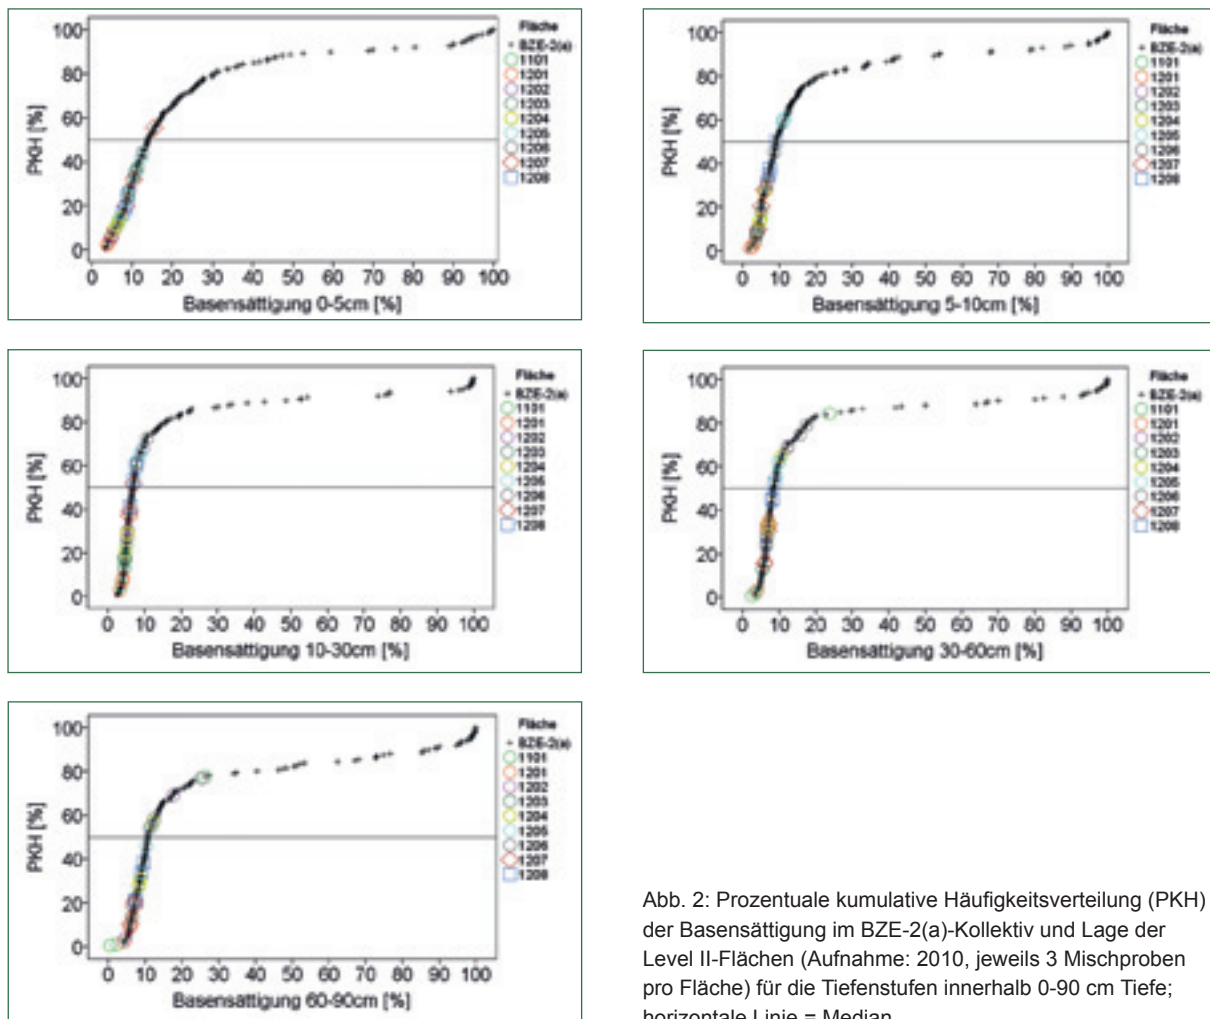 100
80
60
40
20
0
PKH [%]
0 10 20 30 40 50 60 70 80 90 100
Basensättigung 0-5cm [%]
Fläche
BZE-2(a)
1101
1201
1202
1203
1204
1205
1206
1207
1208
100
80
60
40
20
0
PKH [%]
0 10 20 30 40 50 60 70 80 90 100
Basensättigung 5-10cm [%]
Fläche
BZE-2(a)
1101
1201
1202
1203
1204
1205
1206
1207
1208
100
80
60
40
20
0
PKH [%]
0 10 20 30 40 50 60 70 80 90 100
Basensättigung 10-30cm [%]
Fläche
BZE-2(a)
1101
1201
1202
1203
1204
1205
1206
1207
1208
100
80
60
40
20
0
PKH [%]
0 10 20 30 40 50 60 70 80 90 100
Basensättigung 30-60cm [%]
Fläche
BZE-2(a)
1101
1201
1202
1203
1204
1205
1206
1207
1208
100
80
60
40
20
0
PKH [%]
0 10 20 30 40 50 60 70 80 90 100
Basensättigung 60-90cm [%]
Fläche
BZE-2(a)
1101
1201
1202
1203
1204
1205
1206
1207
1208
Abb. 2: Prozentuale kumulative Häufigkeitsverteilung (PKH)
der Basensättigung im BZE-2(a)-Kollektiv und Lage der
Level II-Flächen (Aufnahme: 2010, jeweils 3 Mischproben
pro Fläche) für die Tiefenstufen innerhalb 0-90 cm Tiefe;
horizontale Linie = Median